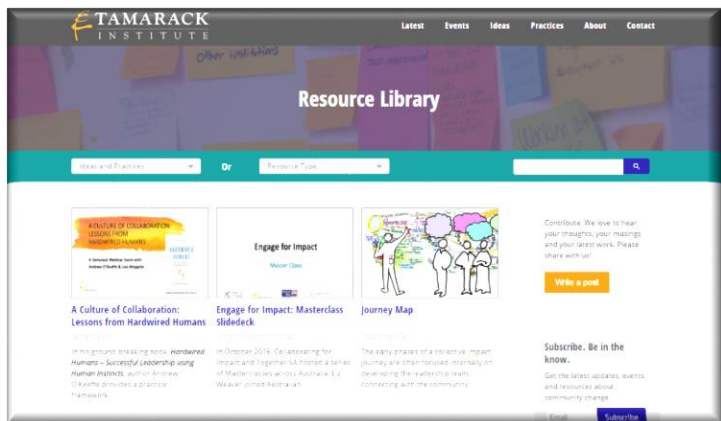 TAMARACK
INSTITUTE
Latest Events Ideas Practices About Contact
Other institutions
Working
Resource Library
Ideas and Practices Or Resource Type
A CULTURE OF COLLABORATION:
LESSONS FROM
HARDWIRED HUMANS
Engage for Impact
Master Class
A Culture of Collaboration:
Lessons from Hardwired Humans
Engage for Impact: Masterclass
Slidedeck
Journey Map
In his ground breaking book, Hardwired
Humans – Successful Leadership using
Human Instincts, author Andrew
O'Keeffe provides a practical
framework
In October 2016, Collaborating for
Impact and Together SA hosted a series
of Masterclasses across Australia. Liz
Weaver joined Australian
The early phases of a collective impact
journey are often focused internally on
developing the leadership team,
connecting with the community
Contribute. We love to hear
your thoughts, your musings
and your latest work. Please
share with us!
Write a post
Subscribe. Be in the
know.
Get the latest updates, events
and resources about
community change.
Email Subscribe